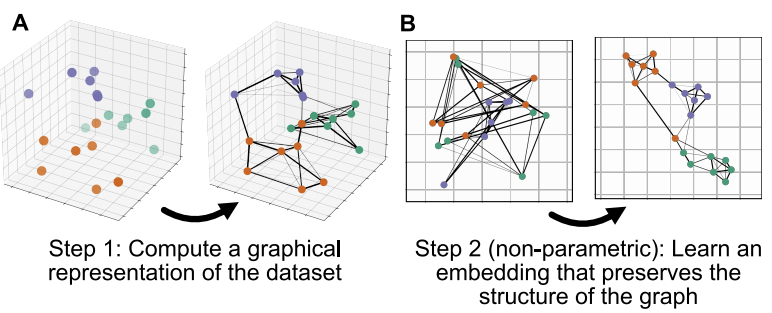 A
B
Step 1: Compute a graphical
representation of the dataset
Step 2 (non-parametric): Learn an
embedding that preserves the
structure of the graph